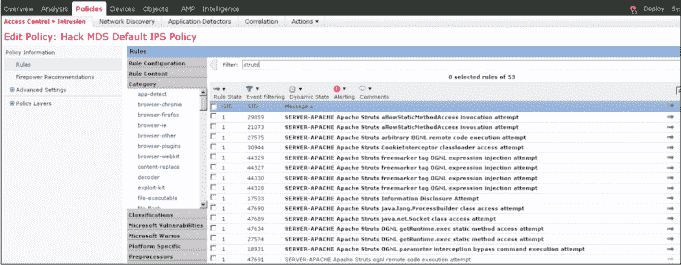 Overview Analysis Policies Devices Objects AMP Intelligence Deploy
Access Control ▸ Intrusion Network Discovery Application Detectors Correlation Actions ▾
Edit Policy: Hack MDS Default IPS Policy
Policy Information
Rules
Firepower Recommendations
Advanced Settings
Policy Layers
Rules
Rule Configuration
Rule Content
Category
app-detect
browser-chrome
browser-firefox
browser-ie
browser-other
browser-plugins
browser-webkit
content-replace
decoder
exploit-kit
file-executable
Classifications
Microsoft Vulnerabilities
Microsoft Worms
Platform Specific
Preprocessors
Filter: struts
0 selected rules of 53
Rule State Event Filtering Dynamic State Alerting Comments
GID SID Message
1 29859 SERVER-APACHE Apache Struts allowStaticMethodAccess invocation attempt
1 21073 SERVER-APACHE Apache Struts allowStaticMethodAccess invocation attempt
1 27575 SERVER-APACHE Apache Struts arbitrary OGNL remote code execution attempt
1 30944 SERVER-APACHE Apache Struts CookieInterceptor classloader access attempt
1 44329 SERVER-APACHE Apache Struts freemarker tag OGNL expression injection attempt
1 44327 SERVER-APACHE Apache Struts freemarker tag OGNL expression injection attempt
1 44330 SERVER-APACHE Apache Struts freemarker tag OGNL expression injection attempt
1 44328 SERVER-APACHE Apache Struts freemarker tag OGNL expression injection attempt
1 17533 SERVER-APACHE Apache Struts Information Disclosure Attempt
1 47690 SERVER-APACHE Apache Struts java.lang.ProcessBuilder class access attempt
1 47689 SERVER-APACHE Apache Struts java.net.Socket class access attempt
1 47634 SERVER-APACHE Apache Struts OGNL getRuntime.exec static method access attempt
1 27574 SERVER-APACHE Apache Struts OGNL getRuntime.exec static method access attempt
1 18931 SERVER-APACHE Apache Struts OGNL parameter interception bypass command execution attempt
1 47691 SERVER-APACHE Apache Struts ognl remote code execution attempt